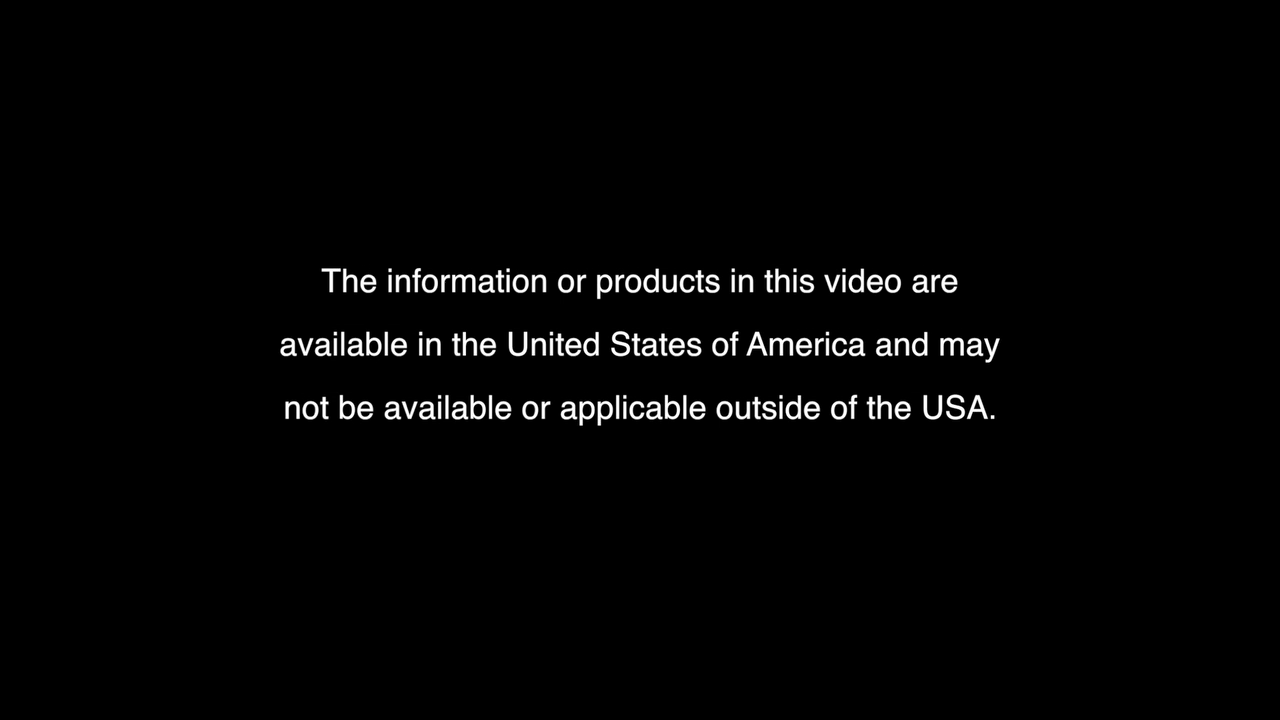 The information or products in this video are
available in the United States of America and may
not be available or applicable outside of the USA.